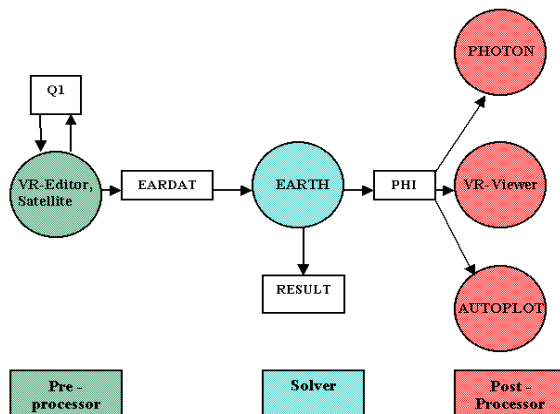 PHOTON
Q1
VR-Editor,
Satellite
EARDAT
EARTH
PHI
VR-Viewer
RESULT
AUTOPLOT
Pre -
processor
Solver
Post -
Processor